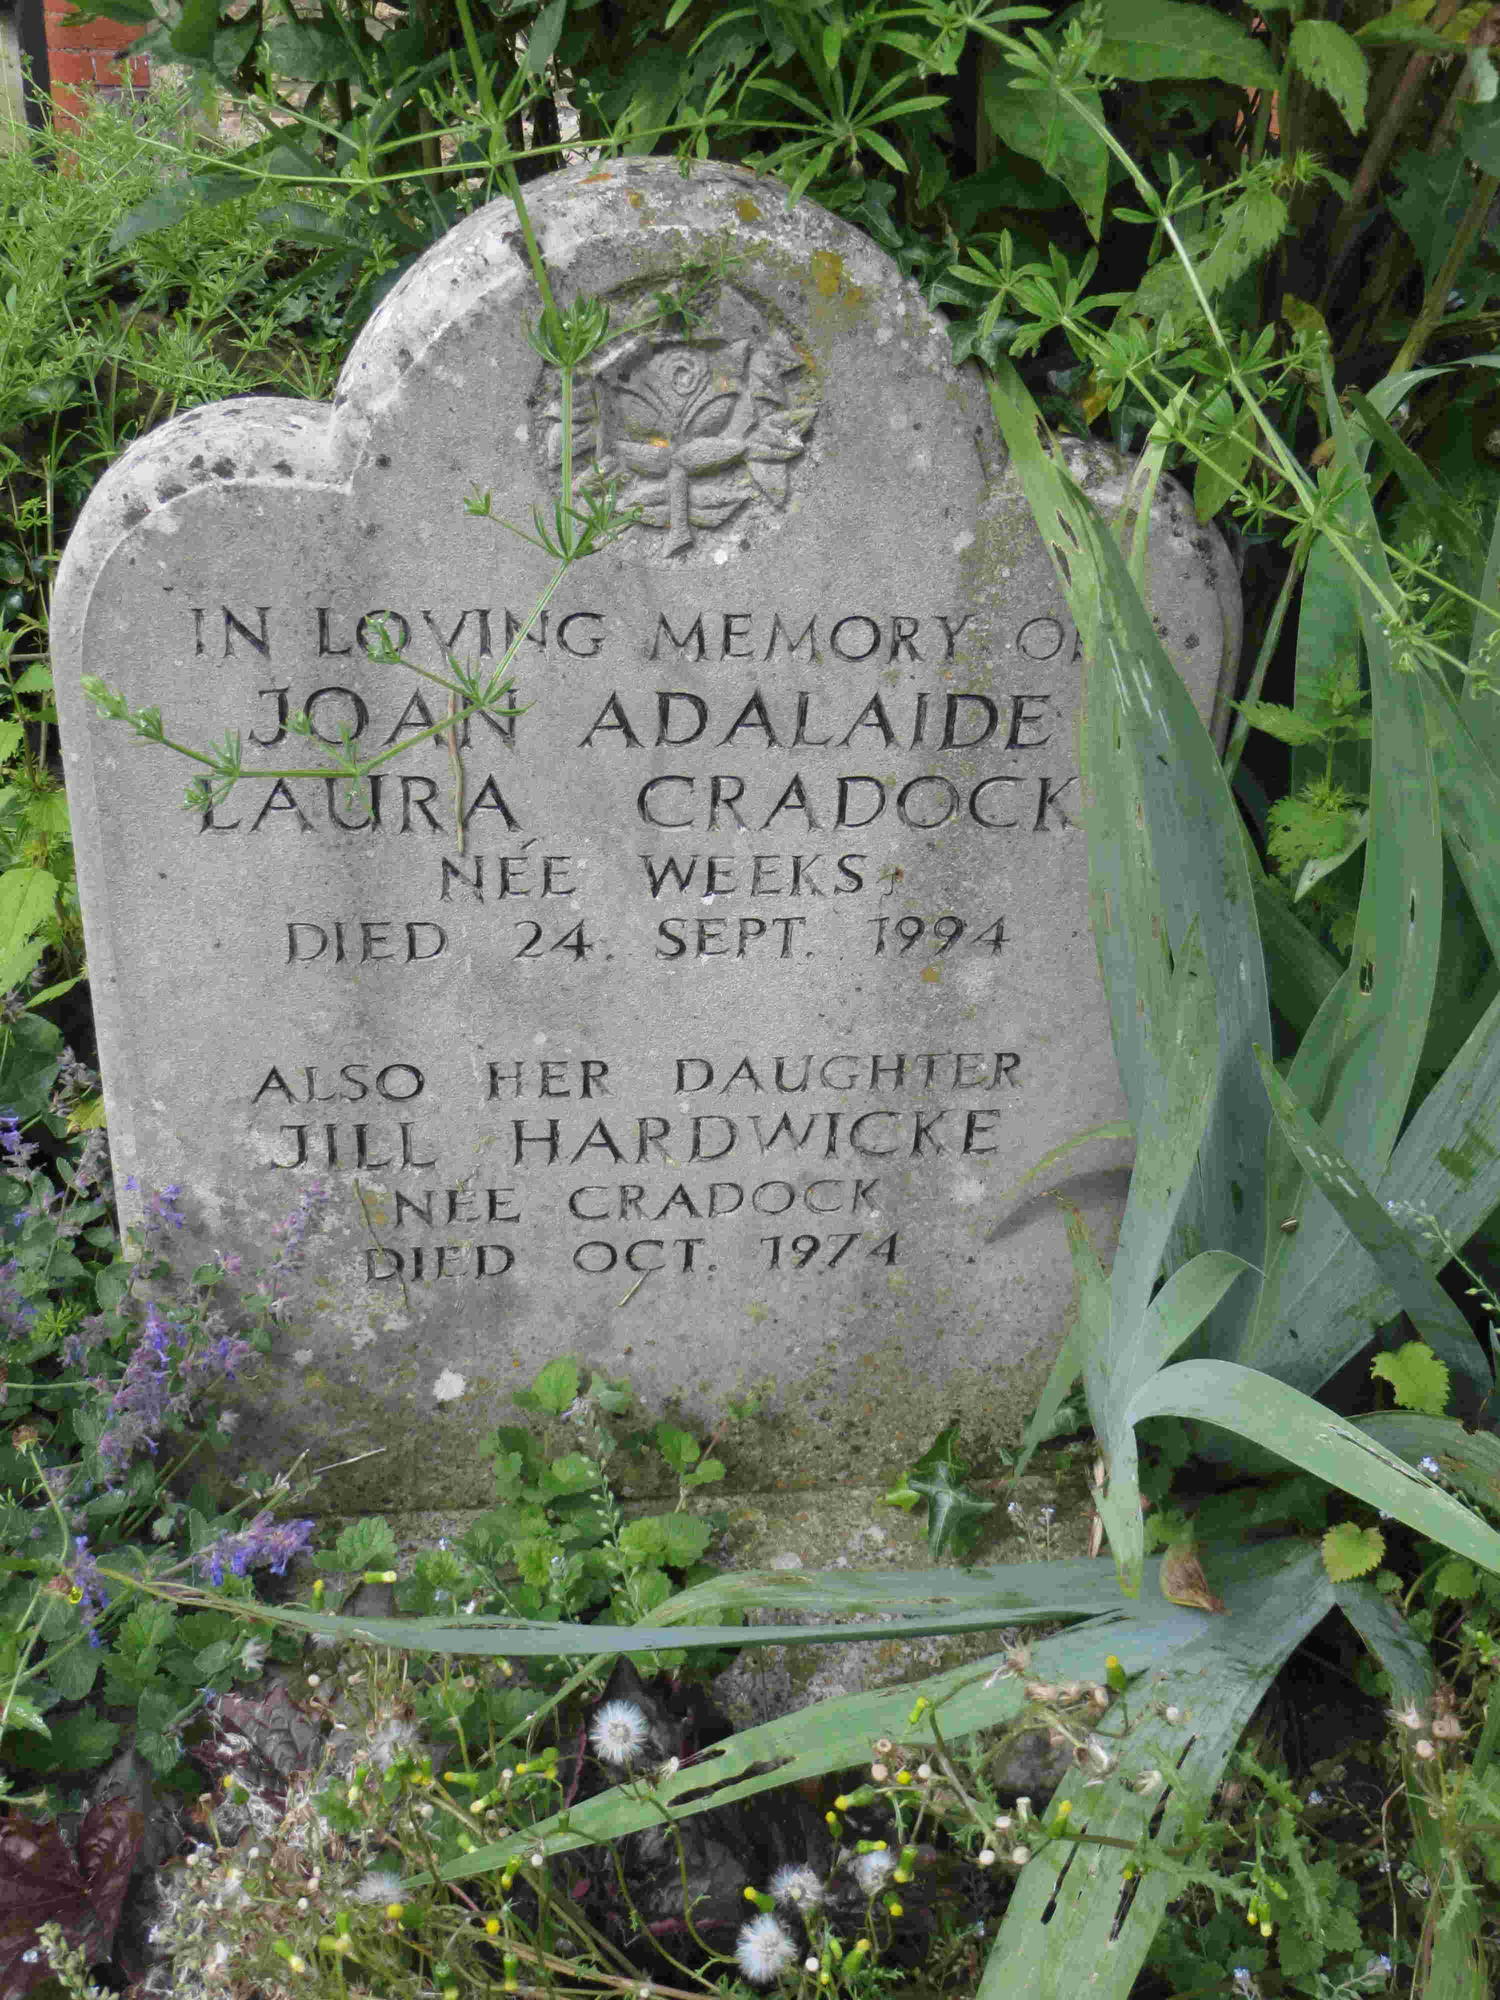 IN LOVING MEMORY OF
JOAN ADALAIDE
LAURA CRADOCK
NÉE WEEKS
DIED 24. SEPT. 1994
ALSO HER DAUGHTER
JILL HARDWICKE
NÉE CRADOCK
DIED OCT. 1974